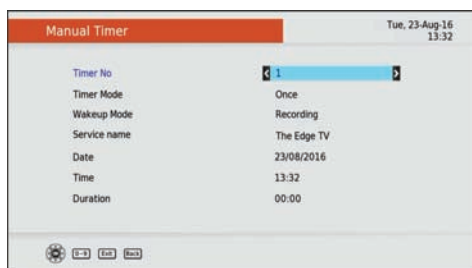 Manual Timer
Tue, 23-Aug-16
13:32
Timer No 1
Timer Mode Once
Wakeup Mode Recording
Service name The Edge TV
Date 23/08/2016
Time 13:32
Duration 00:00
0~9 Exit Back